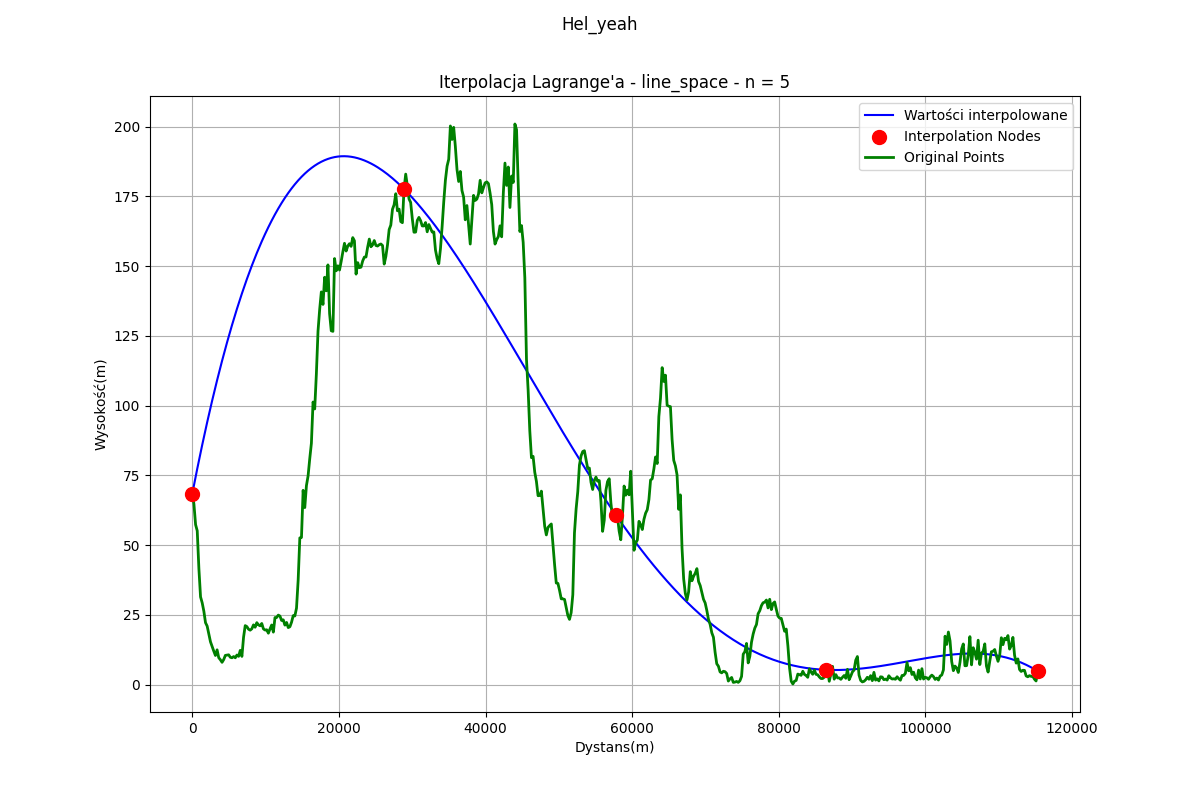 Hel_yeah
Iterpolacja Lagrange'a - line_space - n = 5
Wartości interpolowane
Interpolation Nodes
Original Points
Wysokość(m)
200
175
150
125
100
75
50
25
0
0
20000
40000
60000
80000
100000
120000
Dystans(m)